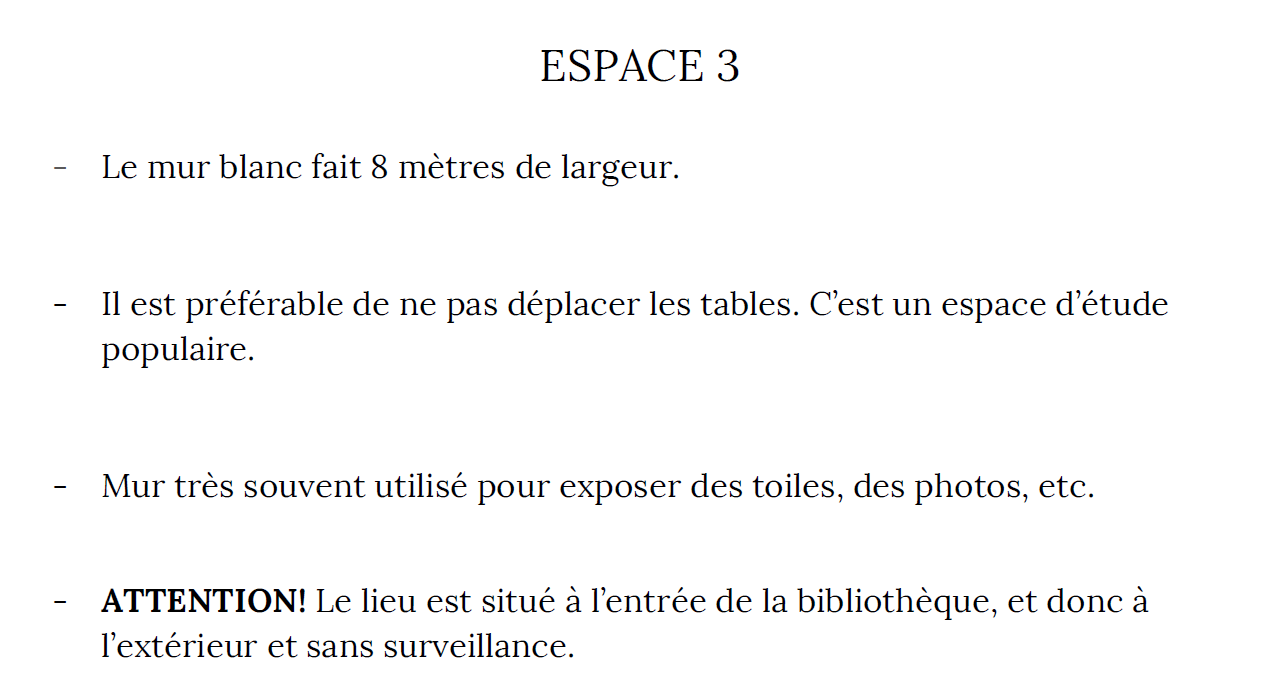 ESPACE 3
- Le mur blanc fait 8 mètres de largeur.
- Il est préférable de ne pas déplacer les tables. C’est un espace d’étude
populaire.
- Mur très souvent utilisé pour exposer des toiles, des photos, etc.
- ATTENTION! Le lieu est situé à l’entrée de la bibliothèque, et donc à
l’extérieur et sans surveillance.